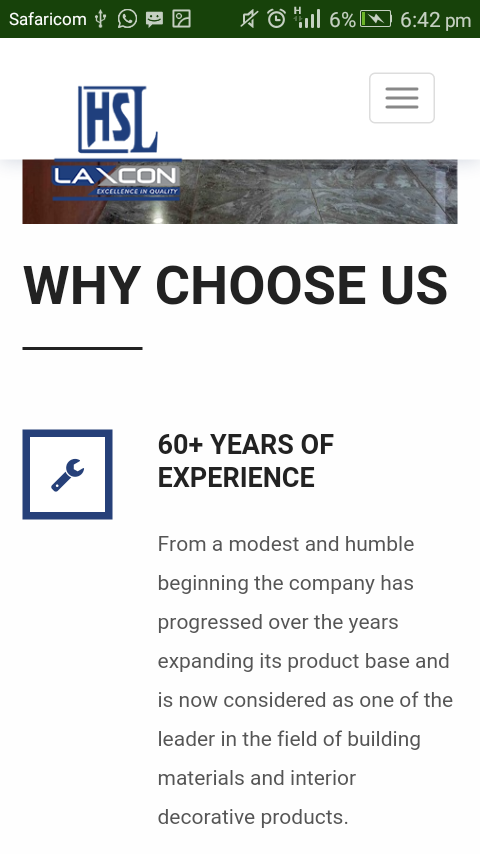 Safaricom 6% 6:42 pm
H
HSL
LAXCON
EXCELLENCE IN QUALITY
WHY CHOOSE US
60+ YEARS OF
EXPERIENCE
From a modest and humble
beginning the company has
progressed over the years
expanding its product base and
is now considered as one of the
leader in the field of building
materials and interior
decorative products.